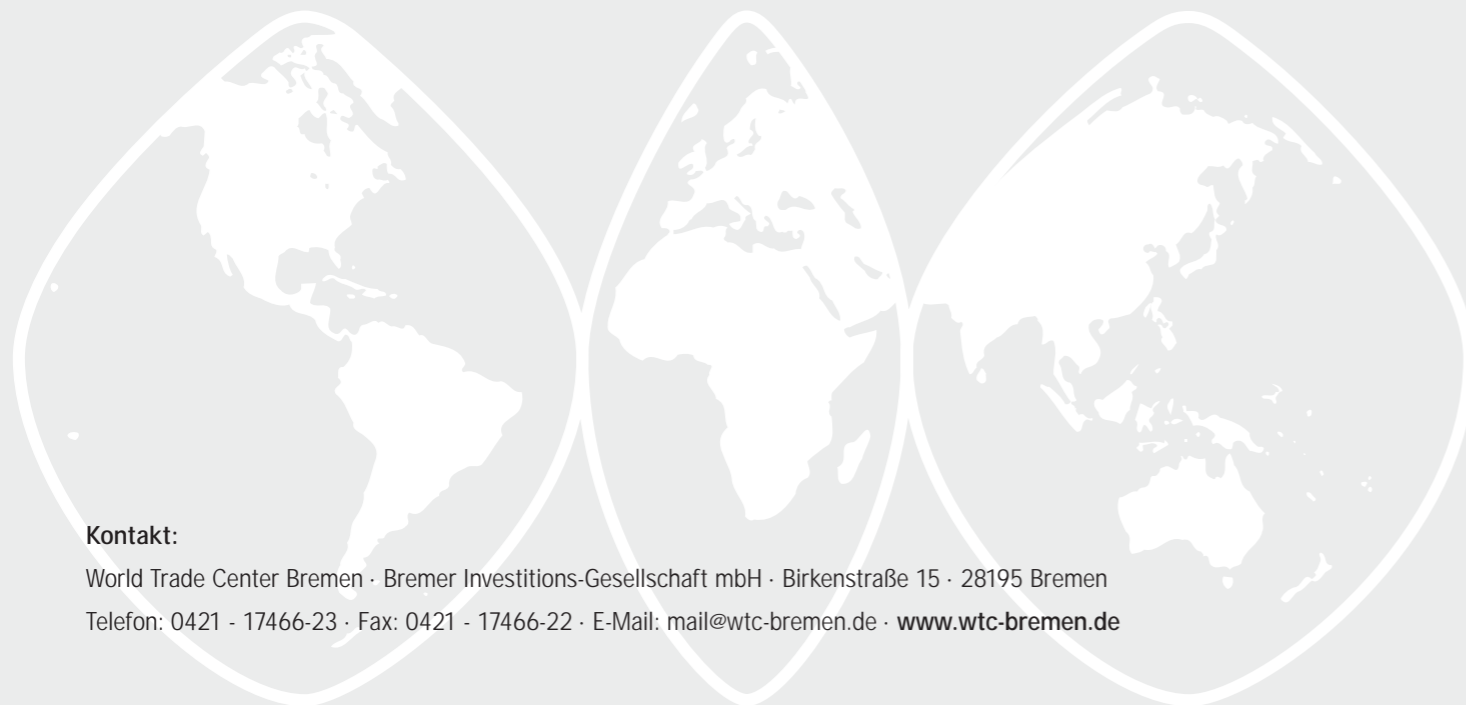 Kontakt:
World Trade Center Bremen · Bremer Investitions-Gesellschaft mbH · Birkenstraße 15 · 28195 Bremen
Telefon: 0421 - 17466-23 · Fax: 0421 - 17466-22 · E-Mail: mail@wtc-bremen.de · www.wtc-bremen.de